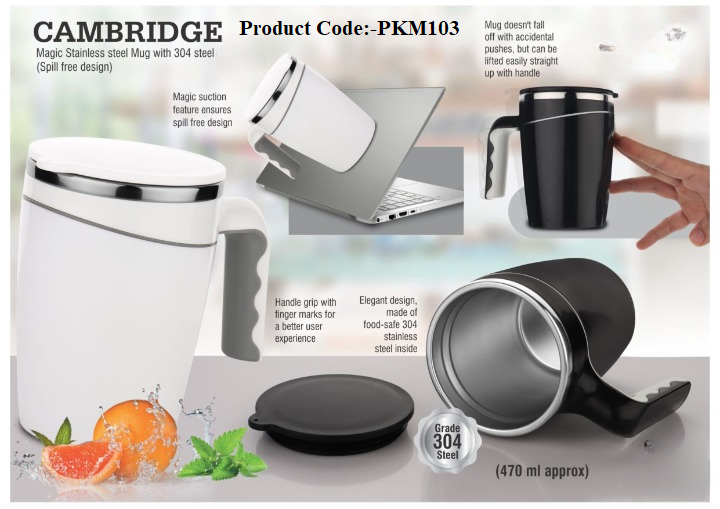 CAMBRIDGE
Product Code:-PKM103
Magic Stainless steel Mug with 304 steel
(Spill free design)
Magic suction
feature ensures
spill free design
Mug doesn't fall
off with accidental
pushes, but can be
lifted easily straight
up with handle
Handle grip with
finger marks for
a better user
experience
Elegant design,
made of
food-safe 304
stainless
steel inside
Grade
304
Steel
(470 ml approx)